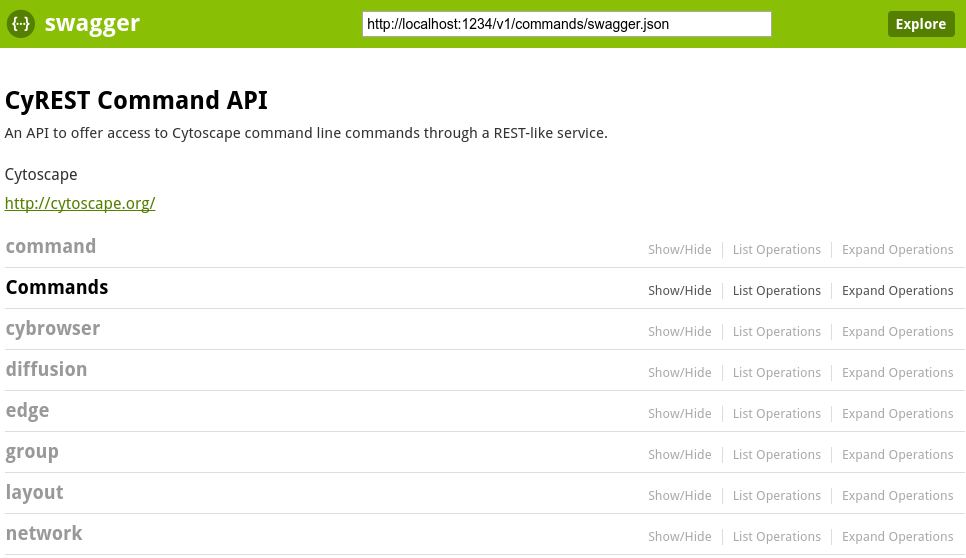 {···} swagger http://localhost:1234/v1/commands/swagger.json Explore
CyREST Command API
An API to offer access to Cytoscape command line commands through a REST-like service.
Cytoscape
http://cytoscape.org/
command Show/Hide List Operations Expand Operations
Commands Show/Hide List Operations Expand Operations
cybrowser Show/Hide List Operations Expand Operations
diffusion Show/Hide List Operations Expand Operations
edge Show/Hide List Operations Expand Operations
group Show/Hide List Operations Expand Operations
layout Show/Hide List Operations Expand Operations
network Show/Hide List Operations Expand Operations